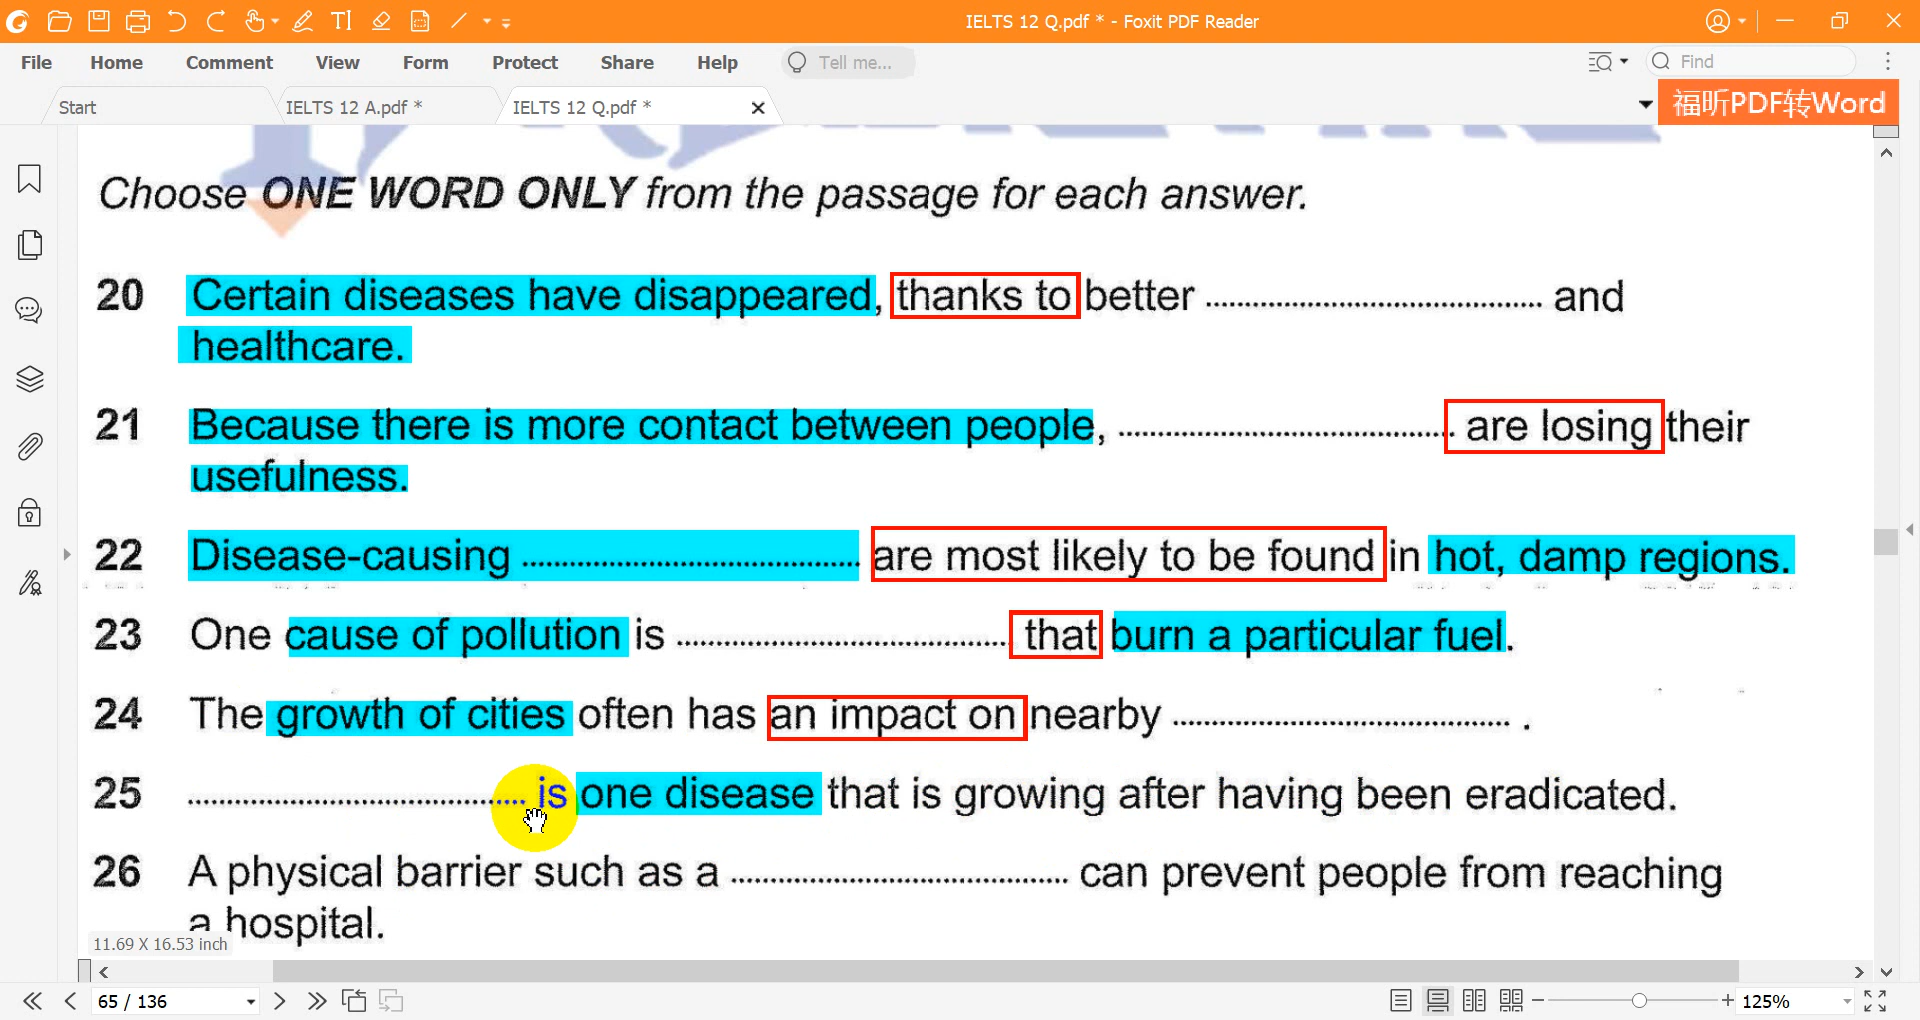 IELTS 12 Q.pdf * - Foxit PDF Reader
File Home Comment View Form Protect Share Help Tell me... Find
Start IELTS 12 A.pdf * IELTS 12 Q.pdf * 福昕PDF转Word
Choose ONE WORD ONLY from the passage for each answer.
20 Certain diseases have disappeared, thanks to better ........................................ and
healthcare.
21 Because there is more contact between people, ........................................ are losing their
usefulness.
22 Disease-causing ........................................ are most likely to be found in hot, damp regions.
23 One cause of pollution is ........................................ that burn a particular fuel.
24 The growth of cities often has an impact on nearby ........................................ .
25 ........................................ is one disease that is growing after having been eradicated.
26 A physical barrier such as a ........................................ can prevent people from reaching
a hospital.
11.69 X 16.53 inch
65 / 136 125%